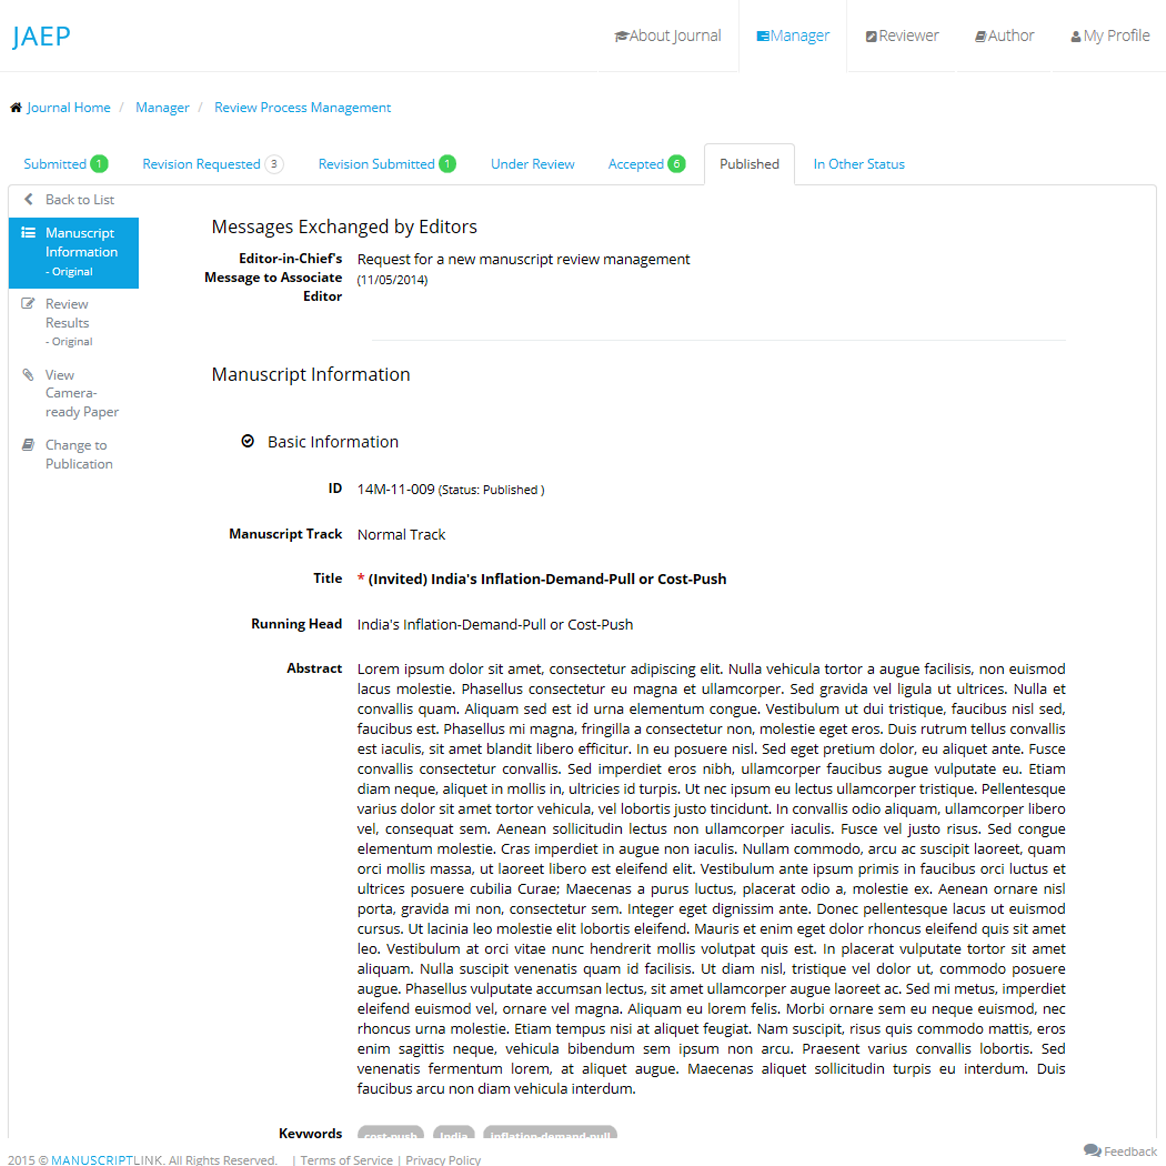 JAEP
About Journal
Manager
Reviewer
Author
My Profile
Journal Home / Manager / Review Process Management
Submitted 1
Revision Requested 3
Revision Submitted 1
Under Review
Accepted 6
Published
In Other Status
Back to List
Manuscript
Information
- Original
Review
Results
- Original
View
Camera-
ready Paper
Change to
Publication
Messages Exchanged by Editors
Editor-in-Chief's
Message to Associate
Editor
Request for a new manuscript review management
(11/05/2014)
Manuscript Information
Basic Information
ID 14M-11-009 (Status: Published )
Manuscript Track Normal Track
Title * (Invited) India's Inflation-Demand-Pull or Cost-Push
Running Head India's Inflation-Demand-Pull or Cost-Push
Abstract Lorem ipsum dolor sit amet, consectetur adipiscing elit. Nulla vehicula tortor a augue facilisis, non euismod
lacus molestie. Phasellus consectetur eu magna et ullamcorper. Sed gravida vel ligula ut ultrices. Nulla et
convallis quam. Aliquam sed est id urna elementum congue. Vestibulum ut dui tristique, faucibus nisl sed,
faucibus est. Phasellus mi magna, fringilla a consectetur non, molestie eget eros. Duis rutrum tellus convallis
est iaculis, sit amet blandit libero efficitur. In eu posuere nisl. Sed eget pretium dolor, eu aliquet ante. Fusce
convallis consectetur convallis. Sed imperdiet eros nibh, ullamcorper faucibus augue vulputate eu. Etiam
diam neque, aliquet in mollis in, ultricies id turpis. Ut nec ipsum eu lectus ullamcorper tristique. Pellentesque
varius dolor sit amet tortor vehicula, vel lobortis justo tincidunt. In convallis odio aliquam, ullamcorper libero
vel, consequat sem. Aenean sollicitudin lectus non ullamcorper iaculis. Fusce vel justo risus. Sed congue
elementum molestie. Cras imperdiet in augue non iaculis. Nullam commodo, arcu ac suscipit laoreet, quam
orci mollis massa, ut laoreet libero est eleifend elit. Vestibulum ante ipsum primis in faucibus orci luctus et
ultrices posuere cubilia Curae; Maecenas a purus luctus, placerat odio a, molestie ex. Aenean ornare nisl
porta, gravida mi non, consectetur sem. Integer eget dignissim ante. Donec pellentesque lacus ut euismod
cursus. Ut lacinia leo molestie elit lobortis eleifend. Mauris et enim eget dolor rhoncus eleifend quis sit amet
leo. Vestibulum at orci vitae nunc hendrerit mollis volutpat quis est. In placerat vulputate tortor sit amet
aliquam. Nulla suscipit venenatis quam id facilisis. Ut diam nisl, tristique vel dolor ut, commodo posuere
augue. Phasellus vulputate accumsan lectus, sit amet ullamcorper augue laoreet ac. Sed mi metus, imperdiet
eleifend euismod vel, ornare vel magna. Aliquam eu lorem felis. Morbi ornare sem eu neque euismod, nec
rhoncus urna molestie. Etiam tempus nisi at aliquet feugiat. Nam suscipit, risus quis commodo mattis, eros
enim sagittis neque, vehicula bibendum sem ipsum non arcu. Praesent varius convallis lobortis. Sed
venenatis fermentum lorem, at aliquet augue. Maecenas aliquet sollicitudin turpis eu interdum. Duis
faucibus arcu non diam vehicula interdum.
Keywords cost-push India inflation-demand-pull
2015 © MANUSCRIPTLINK. All Rights Reserved. | Terms of Service | Privacy Policy
Feedback